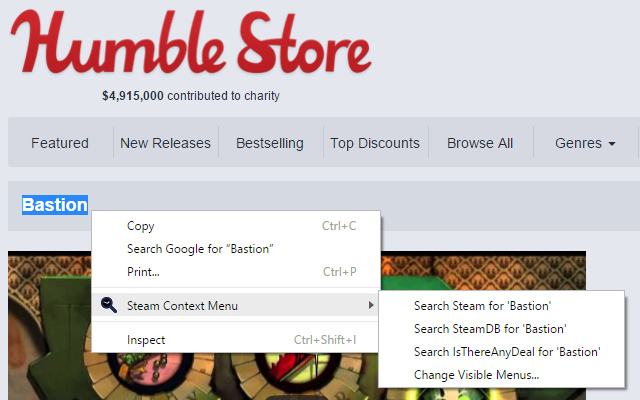 Humble Store
$4,915,000 contributed to charity
Featured New Releases Bestselling Top Discounts Browse All Genres
Bastion
Copy Ctrl+C
Search Google for “Bastion”
Print... Ctrl+P
Steam Context Menu
Inspect Ctrl+Shift+I
Search Steam for 'Bastion'
Search SteamDB for 'Bastion'
Search IsThereAnyDeal for 'Bastion'
Change Visible Menus...